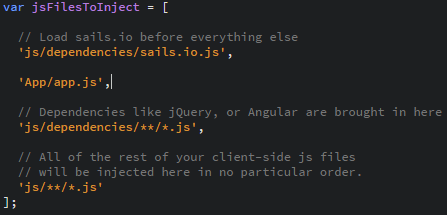 var jsFilesToInject = [
// Load sails.io before everything else
'js/dependencies/sails.io.js',
'App/app.js',
// Dependencies like jQuery, or Angular are brought in here
'js/dependencies/**/*.js',
// All of the rest of your client-side js files
// will be injected here in no particular order.
'js/**/*.js'
];